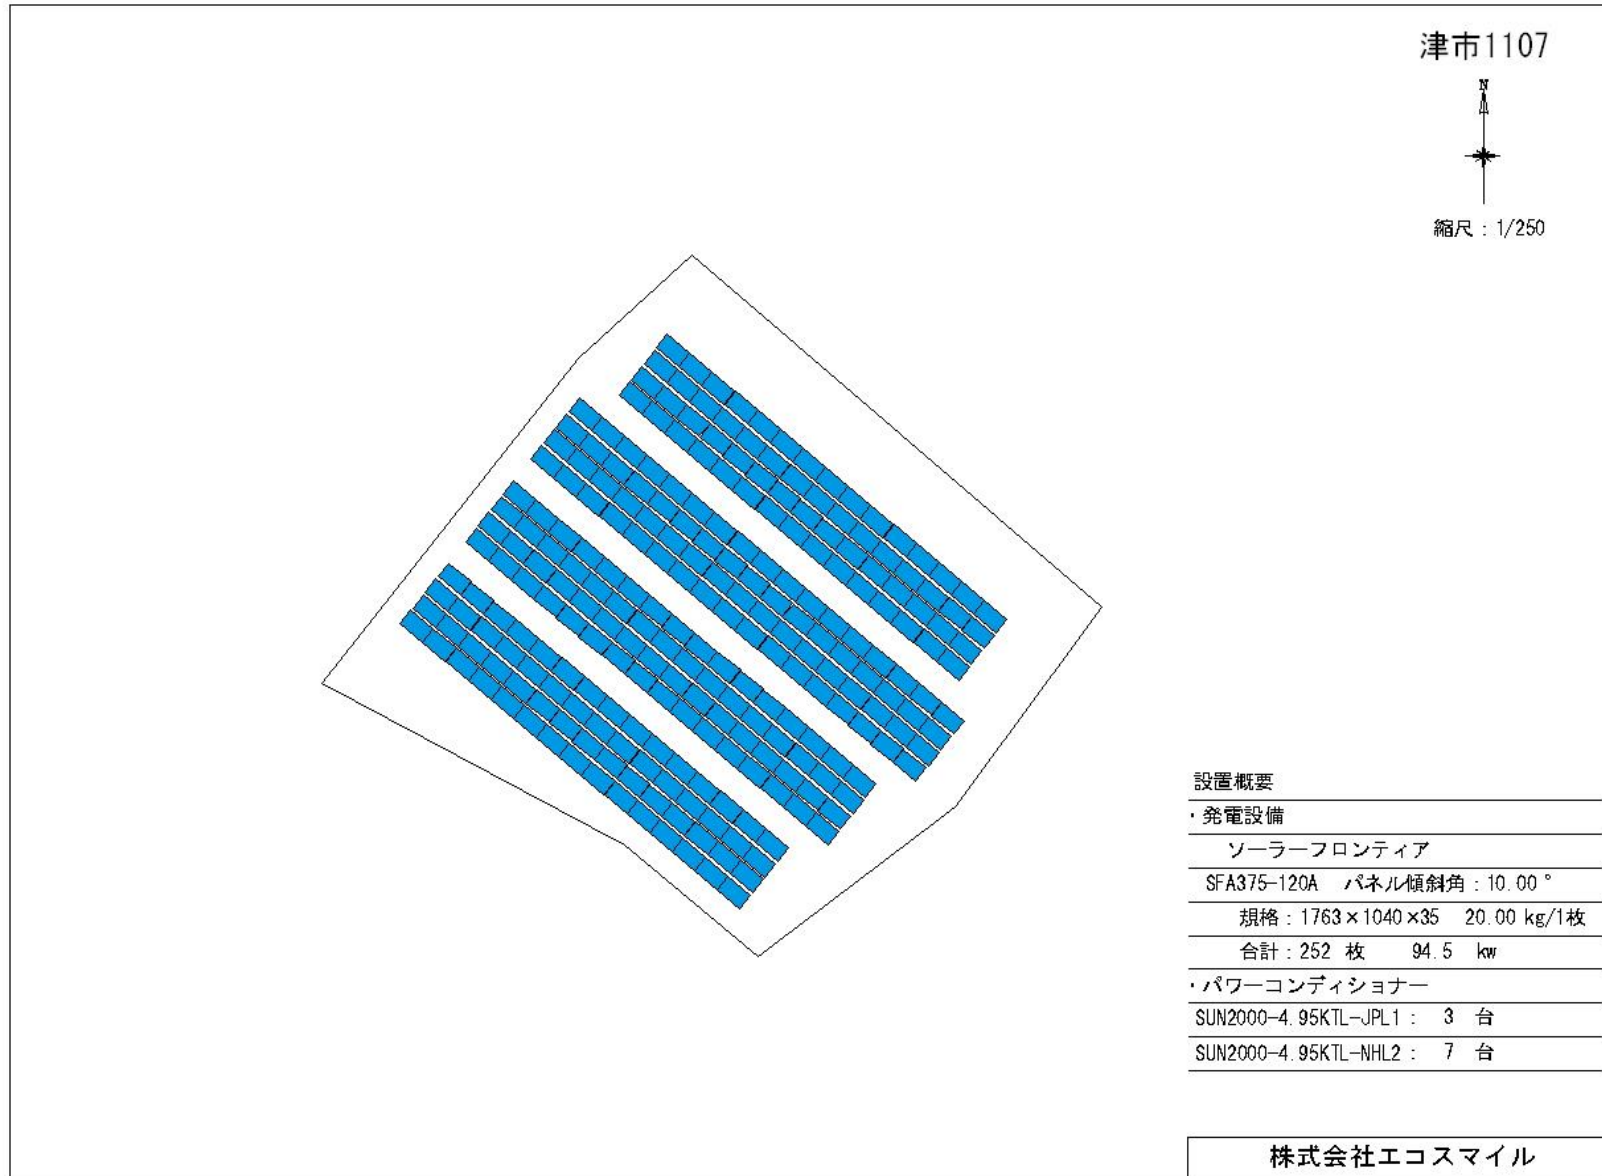 津市1107
N
縮尺：1/250
設置概要
・発電設備
ソーラーフロンティア
SFA375-120A パネル傾斜角：10.00°
規格：1763×1040×35 20.00 kg/1枚
合計：252 枚 94.5 kw
・パワーコンディショナー
SUN2000-4.95KTL-JPL1： 3 台
SUN2000-4.95KTL-NHL2： 7 台
株式会社エコスマイル